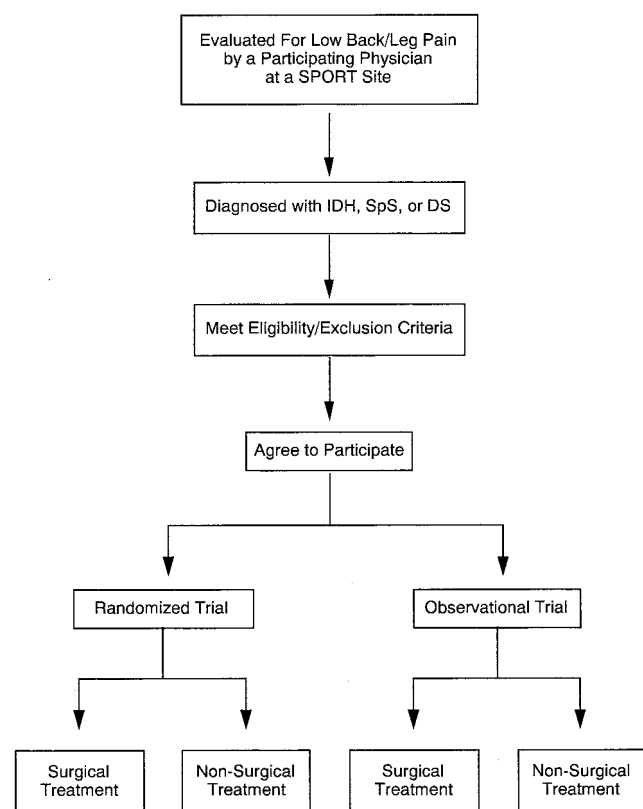 Evaluated For Low Back/Leg Pain
by a Participating Physician
at a SPORT Site
Diagnosed with IDH, SpS, or DS
Meet Eligibility/Exclusion Criteria
Agree to Participate
Randomized Trial
Observational Trial
Surgical
Treatment
Non-Surgical
Treatment
Surgical
Treatment
Non-Surgical
Treatment